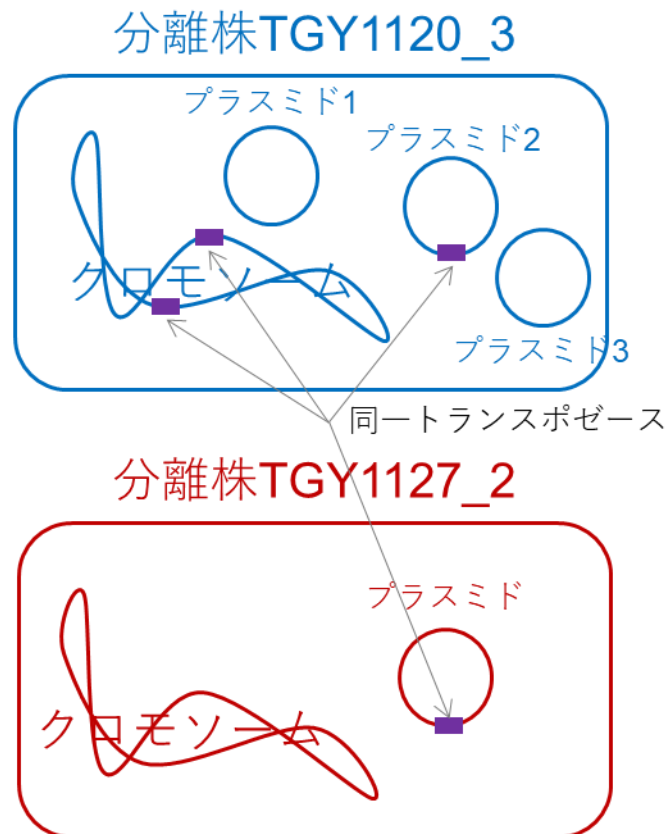 分離株TGY1120_3
プラスミド1
プラスミド2
クロモソーム
プラスミド3
同一トランスポゼース
分離株TGY1127_2
プラスミド
クロモソーム